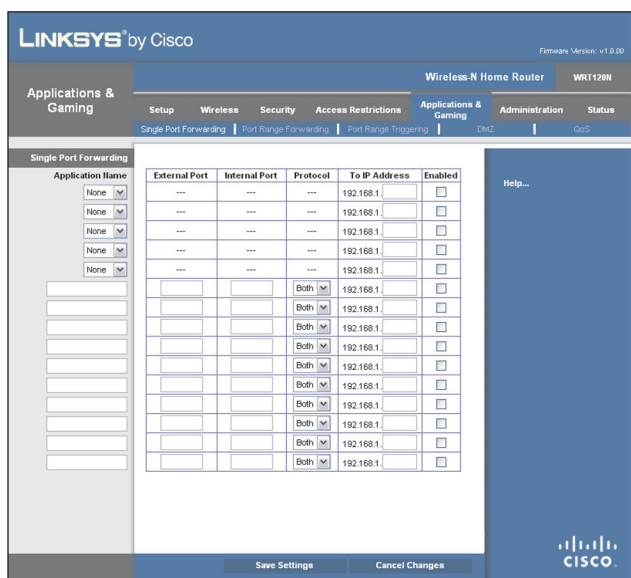 LINKSYS® by Cisco
Firmware Version: v1.0.00
Applications & Gaming
Wireless-N Home Router WRT120N
Setup Wireless Security Access Restrictions Applications & Gaming Administration Status
Single Port Forwarding Port Range Forwarding Port Range Triggering DMZ QoS
Single Port Forwarding
Application Name External Port Internal Port Protocol To IP Address Enabled
Help...
None --- --- --- 192.168.1.
None --- --- --- 192.168.1.
None --- --- --- 192.168.1.
None --- --- --- 192.168.1.
None --- --- --- 192.168.1.
Both 192.168.1.
Both 192.168.1.
Both 192.168.1.
Both 192.168.1.
Both 192.168.1.
Both 192.168.1.
Both 192.168.1.
Both 192.168.1.
Both 192.168.1.
Both 192.168.1.
Save Settings Cancel Changes
CISCO.